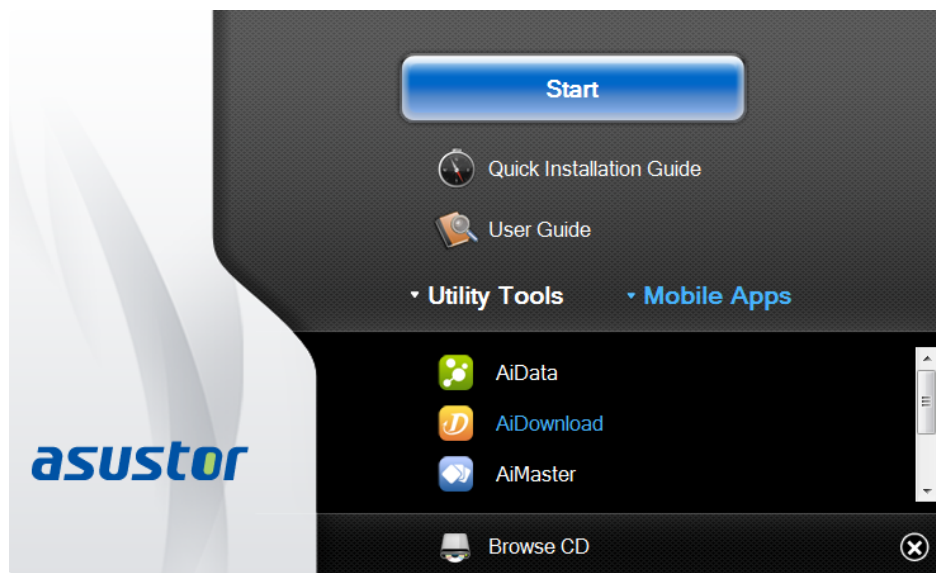 Start
Quick Installation Guide
User Guide
Utility Tools Mobile Apps
AiData
AiDownload
AiMaster
asustor
Browse CD